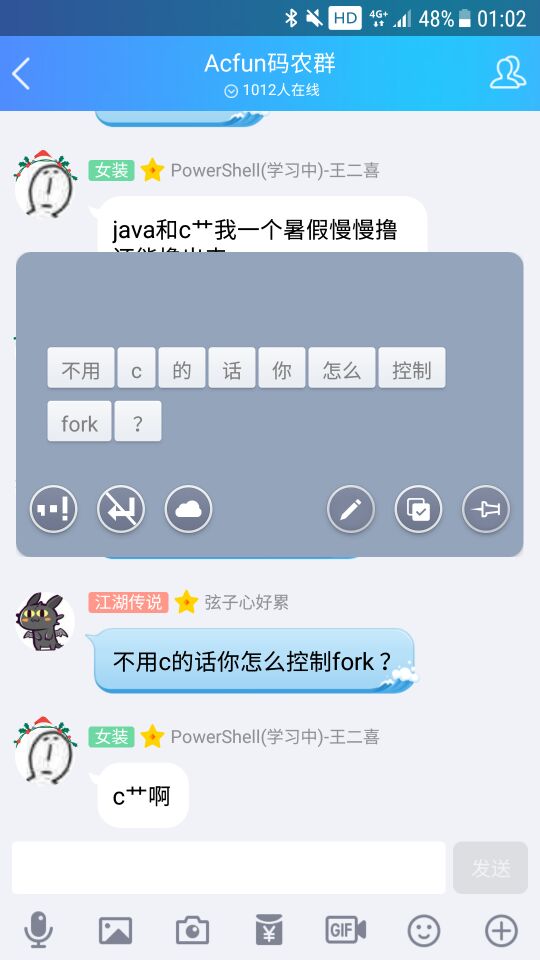 HD 4G+ 48% 01:02
Acfun码农群
1012人在线
女装 PowerShell(学习中)-王二喜
java和c艹我一个暑假慢慢撸
不用 c 的 话 你 怎么 控制
fork ？
江湖传说 弦子心好累
不用c的话你怎么控制fork？
女装 PowerShell(学习中)-王二喜
c艹啊
发送
GIF